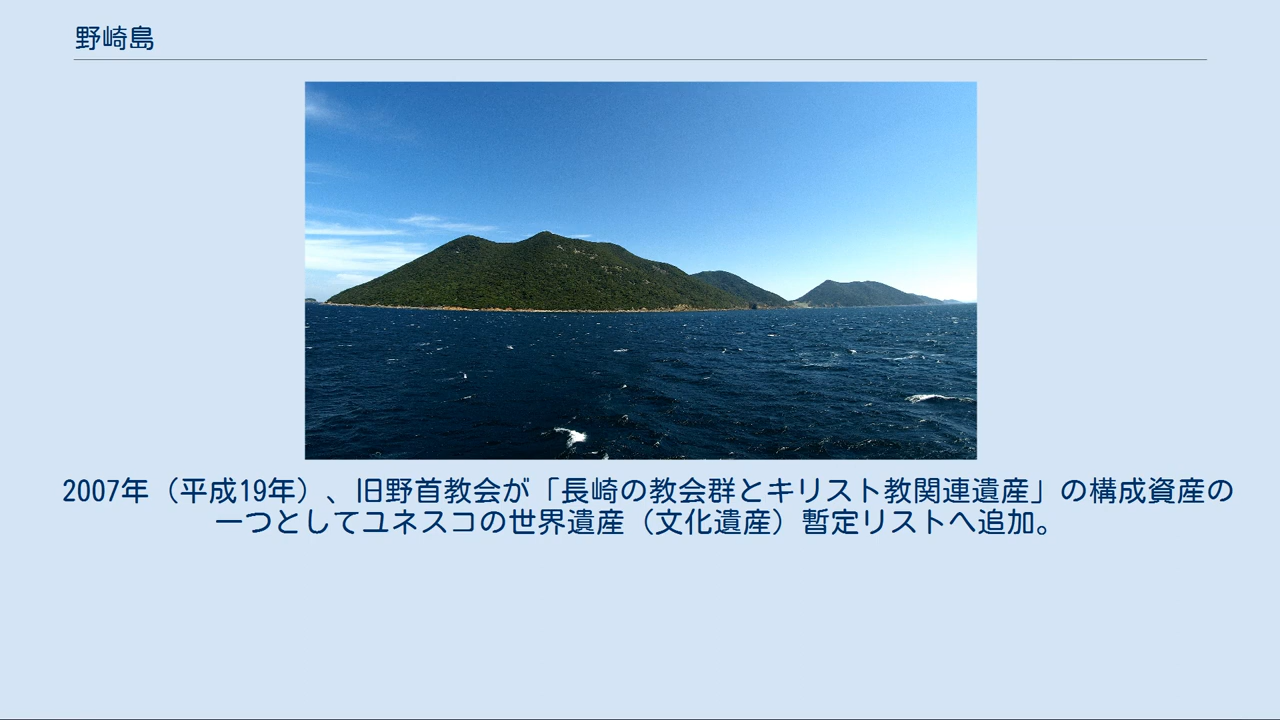 野崎島
2007年（平成19年）、旧野首教会が「長崎の教会群とキリスト教関連遺産」の構成資産の
一つとしてユネスコの世界遺産（文化遺産）暫定リストへ追加。